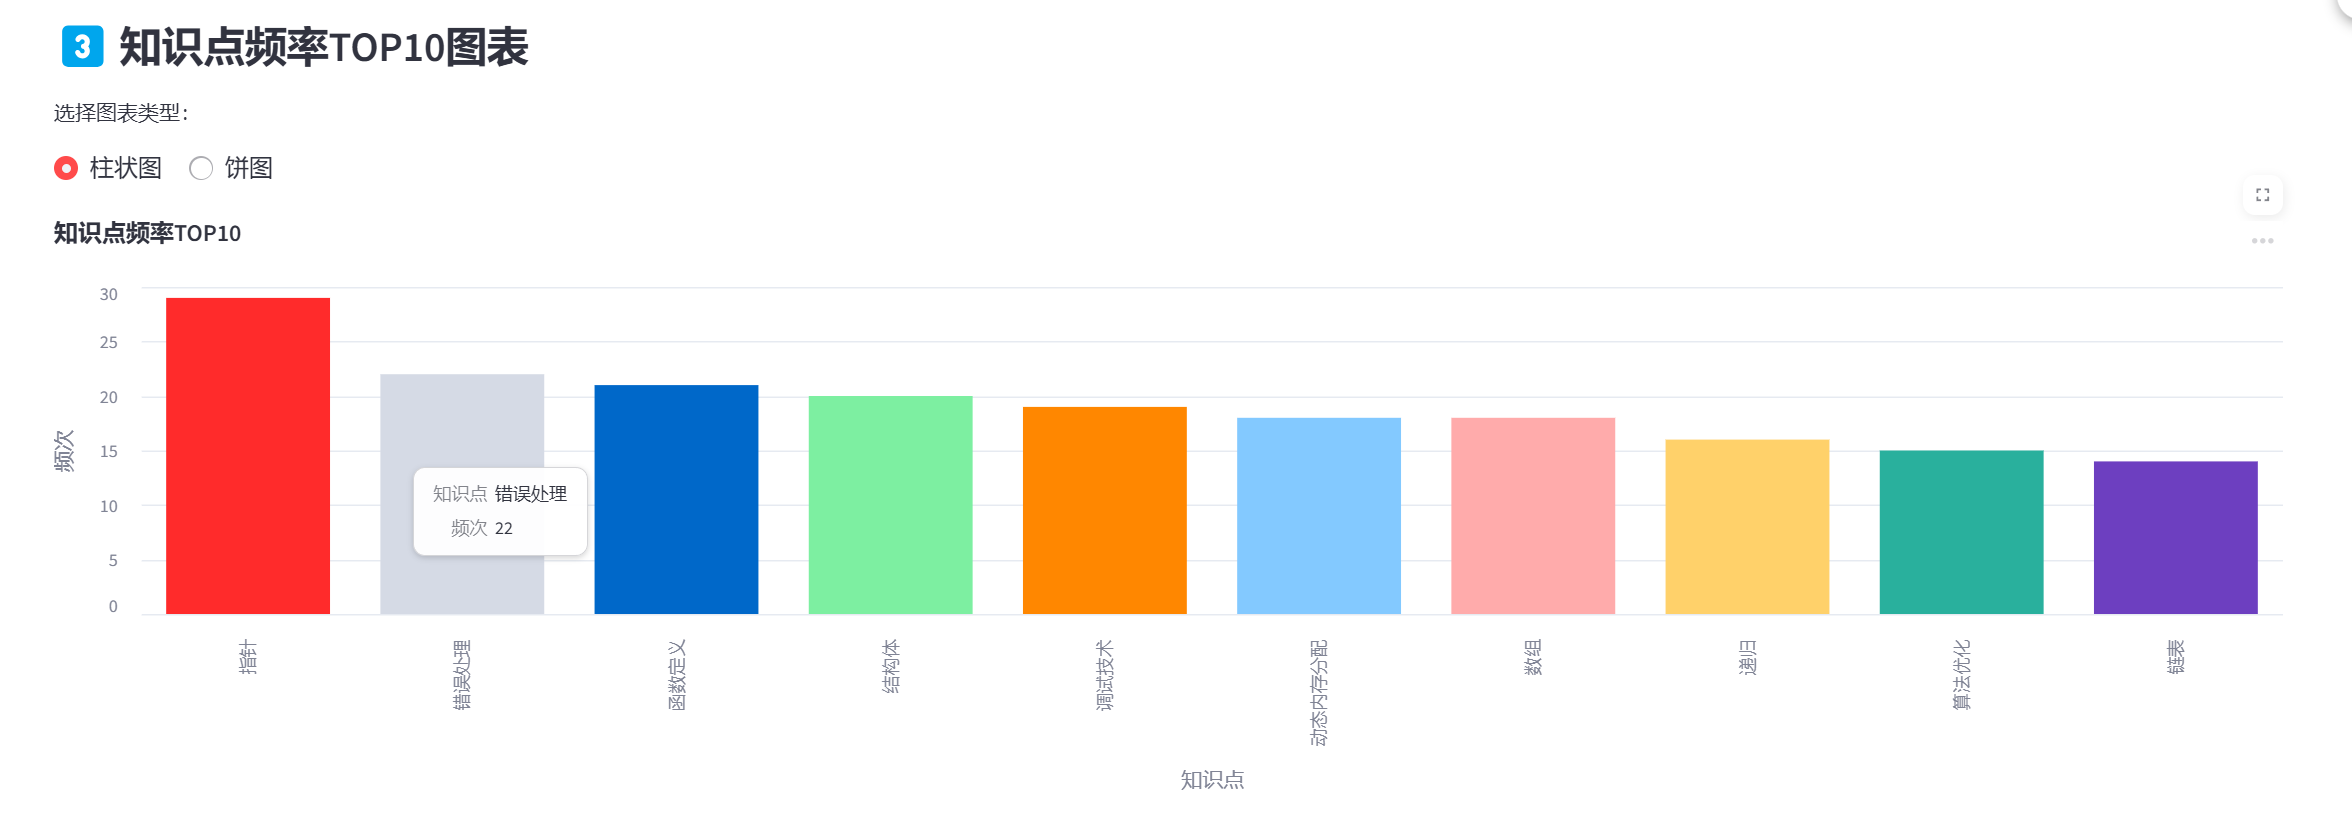 3 知识点频率TOP10图表
选择图表类型:
柱状图 饼图
知识点频率TOP10
30
25
20
15
10
5
0
频次
知识点 错误处理
频次 22
指针
错误处理
函数定义
结构体
调试技术
动态内存分配
数组
递归
算法优化
链表
知识点